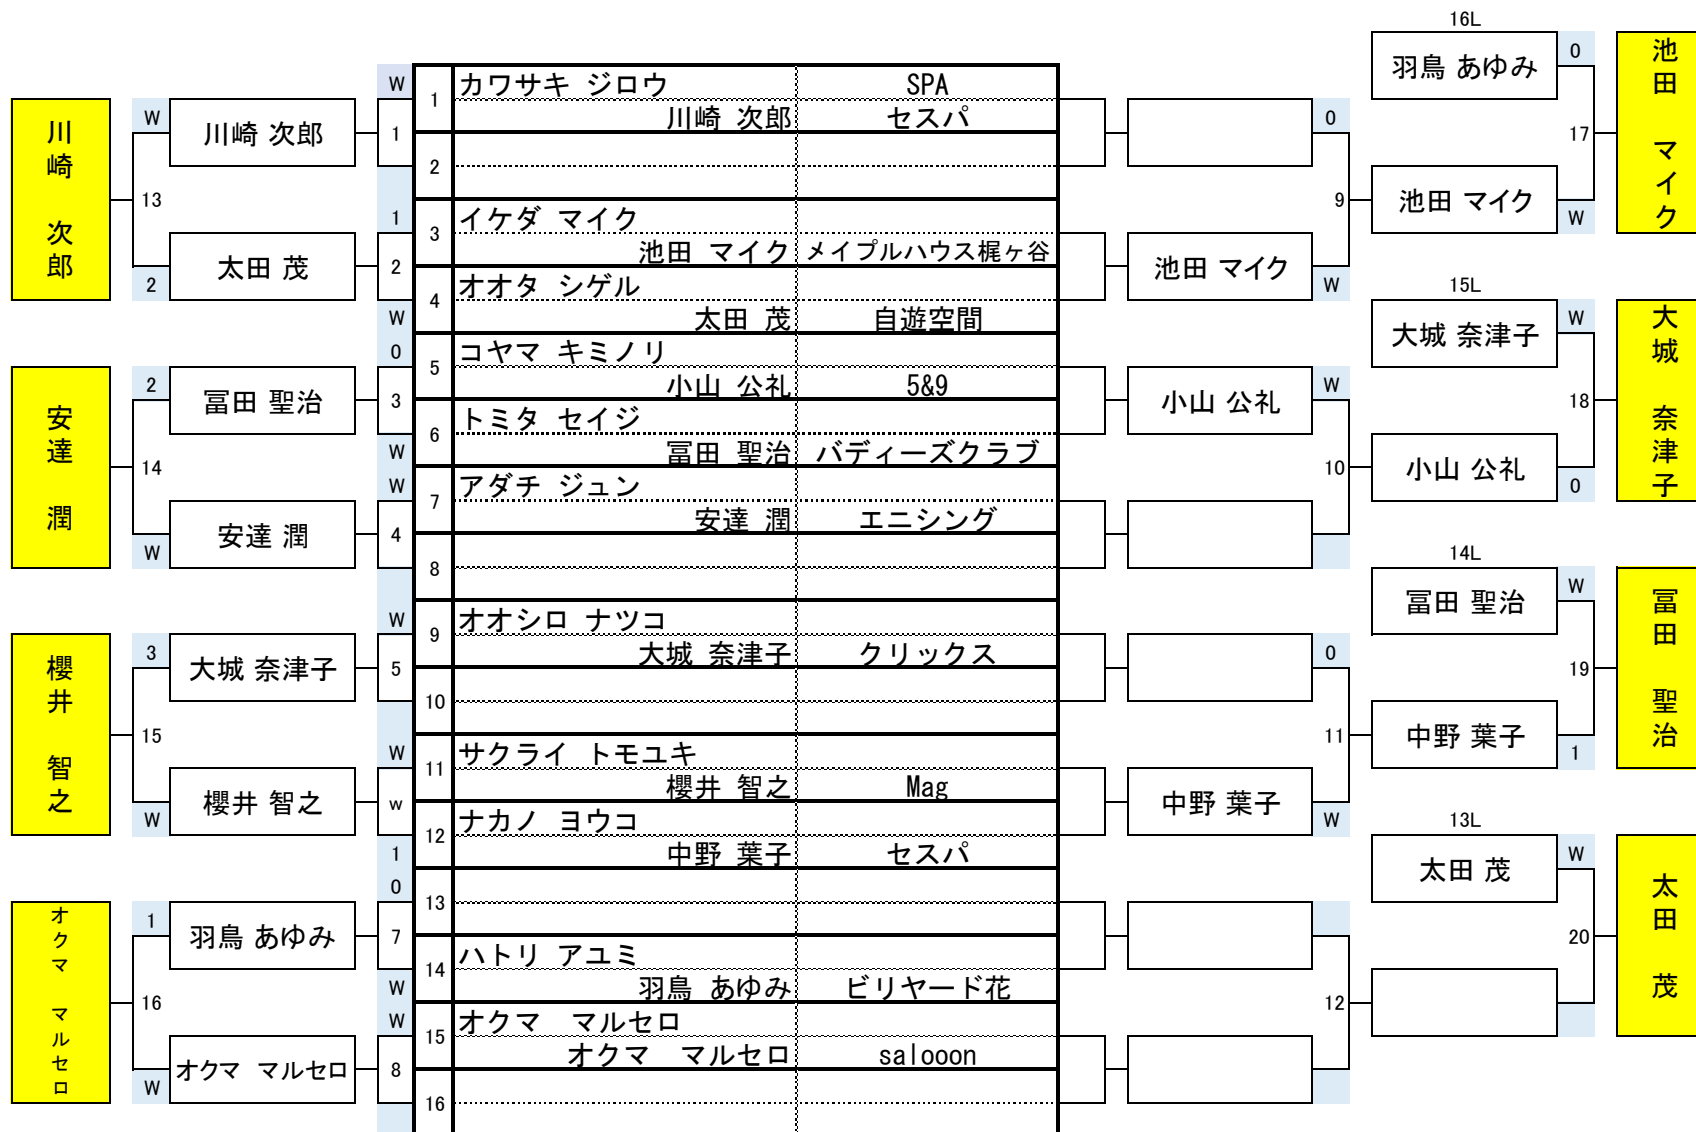 16L
羽鳥 あゆみ
0
17
池田 マイク
W
池田 マイク
15L
大城 奈津子
W
18
小山 公礼
0
大城 奈津子
14L
冨田 聖治
W
19
中野 葉子
1
冨田 聖治
13L
太田 茂
W
20
太田 茂
川崎 次郎
W
川崎 次郎
13
太田 茂
2
安達 潤
2
冨田 聖治
14
安達 潤
W
櫻井 智之
3
大城 奈津子
15
櫻井 智之
W
オクマ マルセロ
1
羽鳥 あゆみ
16
オクマ マルセロ
W
W
1
1
2
W
0
3
W
W
4
W
5
W
w
1
0
7
W
W
8
1
カワサキ ジロウ
SPA
川崎 次郎
セスパ
2
3
イケダ マイク
池田 マイク
メイプルハウス梶ヶ谷
4
オオタ シゲル
太田 茂
自遊空間
5
コヤマ キミノリ
小山 公礼
5&9
6
トミタ セイジ
冨田 聖治
バディーズクラブ
7
アダチ ジュン
安達 潤
エニシング
8
9
オオシロ ナツコ
大城 奈津子
クリックス
10
11
サクライ トモユキ
櫻井 智之
Mag
12
ナカノ ヨウコ
中野 葉子
セスパ
13
14
ハトリ アユミ
羽鳥 あゆみ
ビリヤード花
15
オクマ マルセロ
オクマ マルセロ
salooon
16
0
9
池田 マイク
W
小山 公礼
W
10
0
11
中野 葉子
W
12